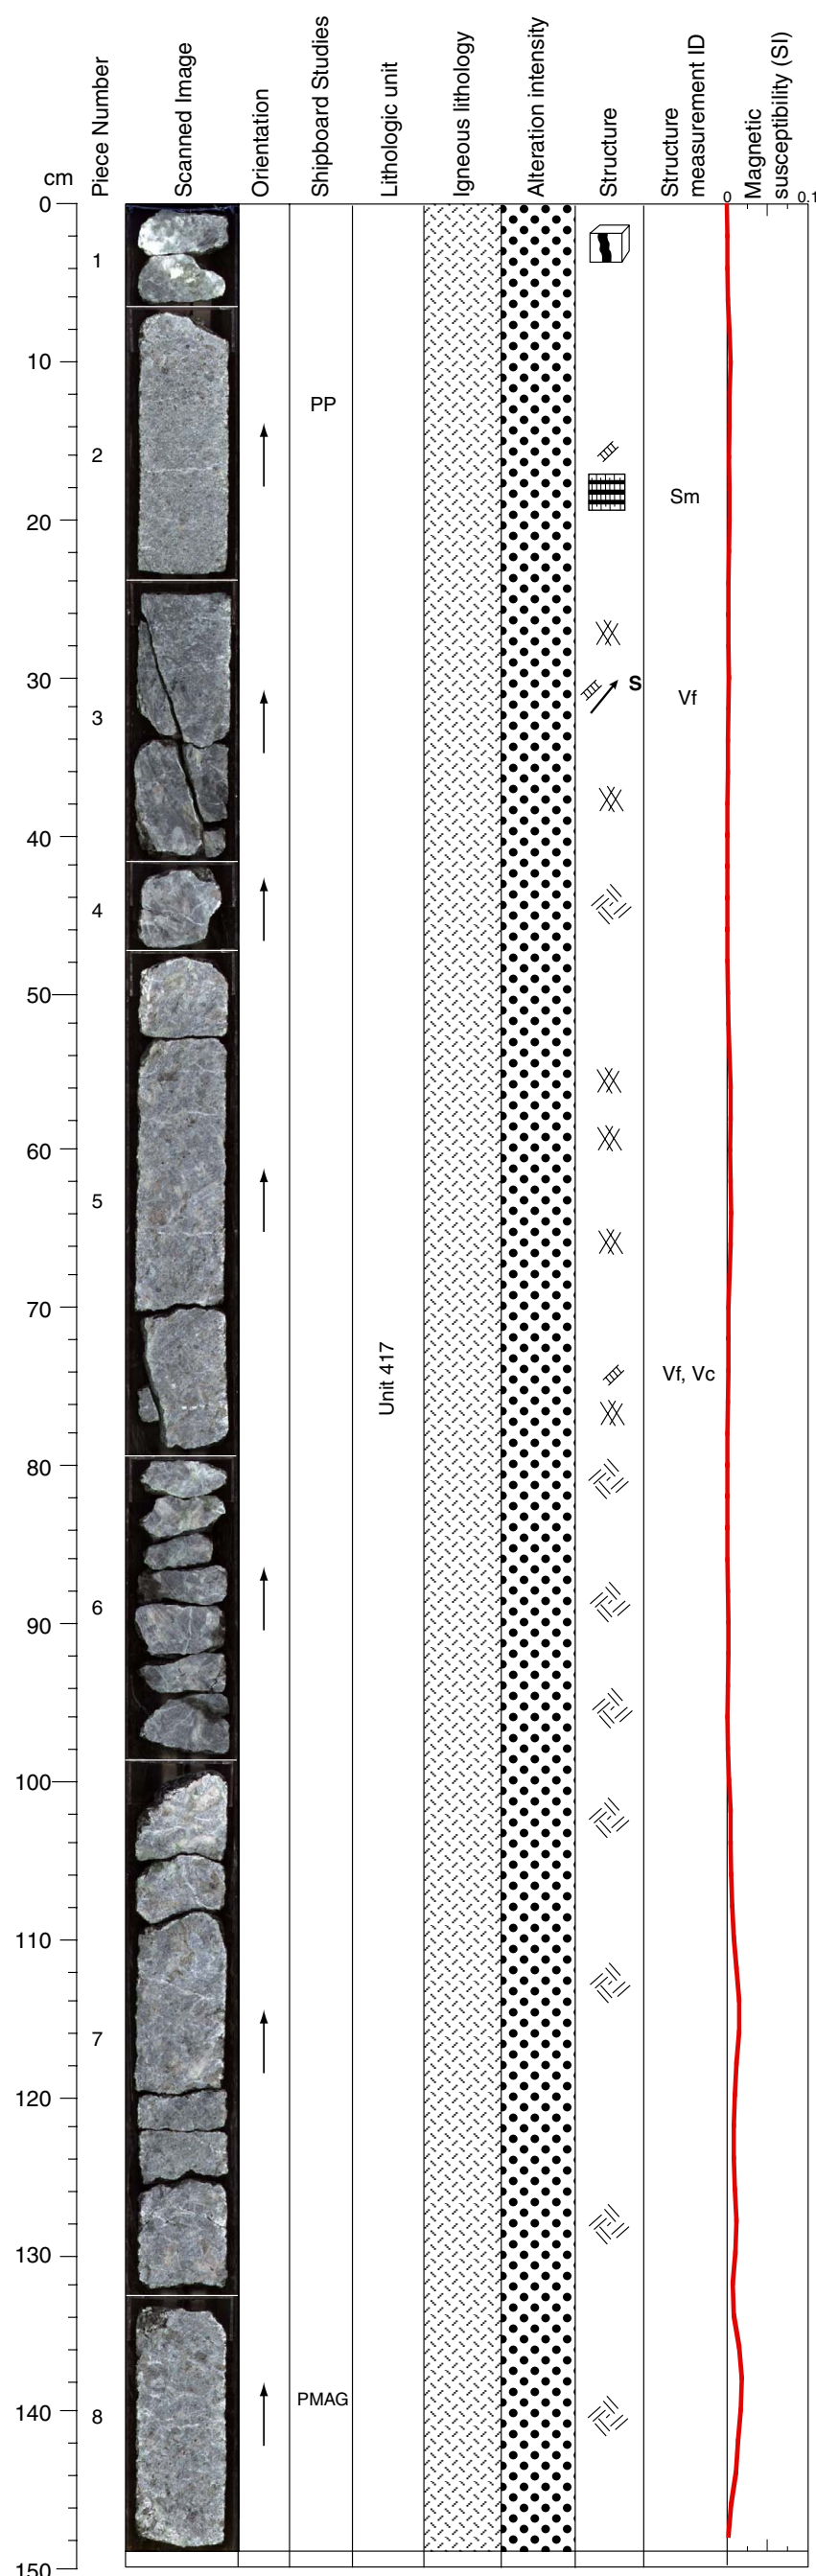 cm
Piece Number
Scanned Image
Orientation
Shipboard Studies
Lithologic unit
Igneous lithology
Alteration intensity
Structure
Structure
measurement ID
Magnetic
susceptibility (SI)
0 0.1
0
1
10
PP
2
Sm
20
30
S
Vf
3
40
4
50
60
5
70
Unit 417
Vf, Vc
80
6
90
100
110
7
120
130
PMAG
140
8
150